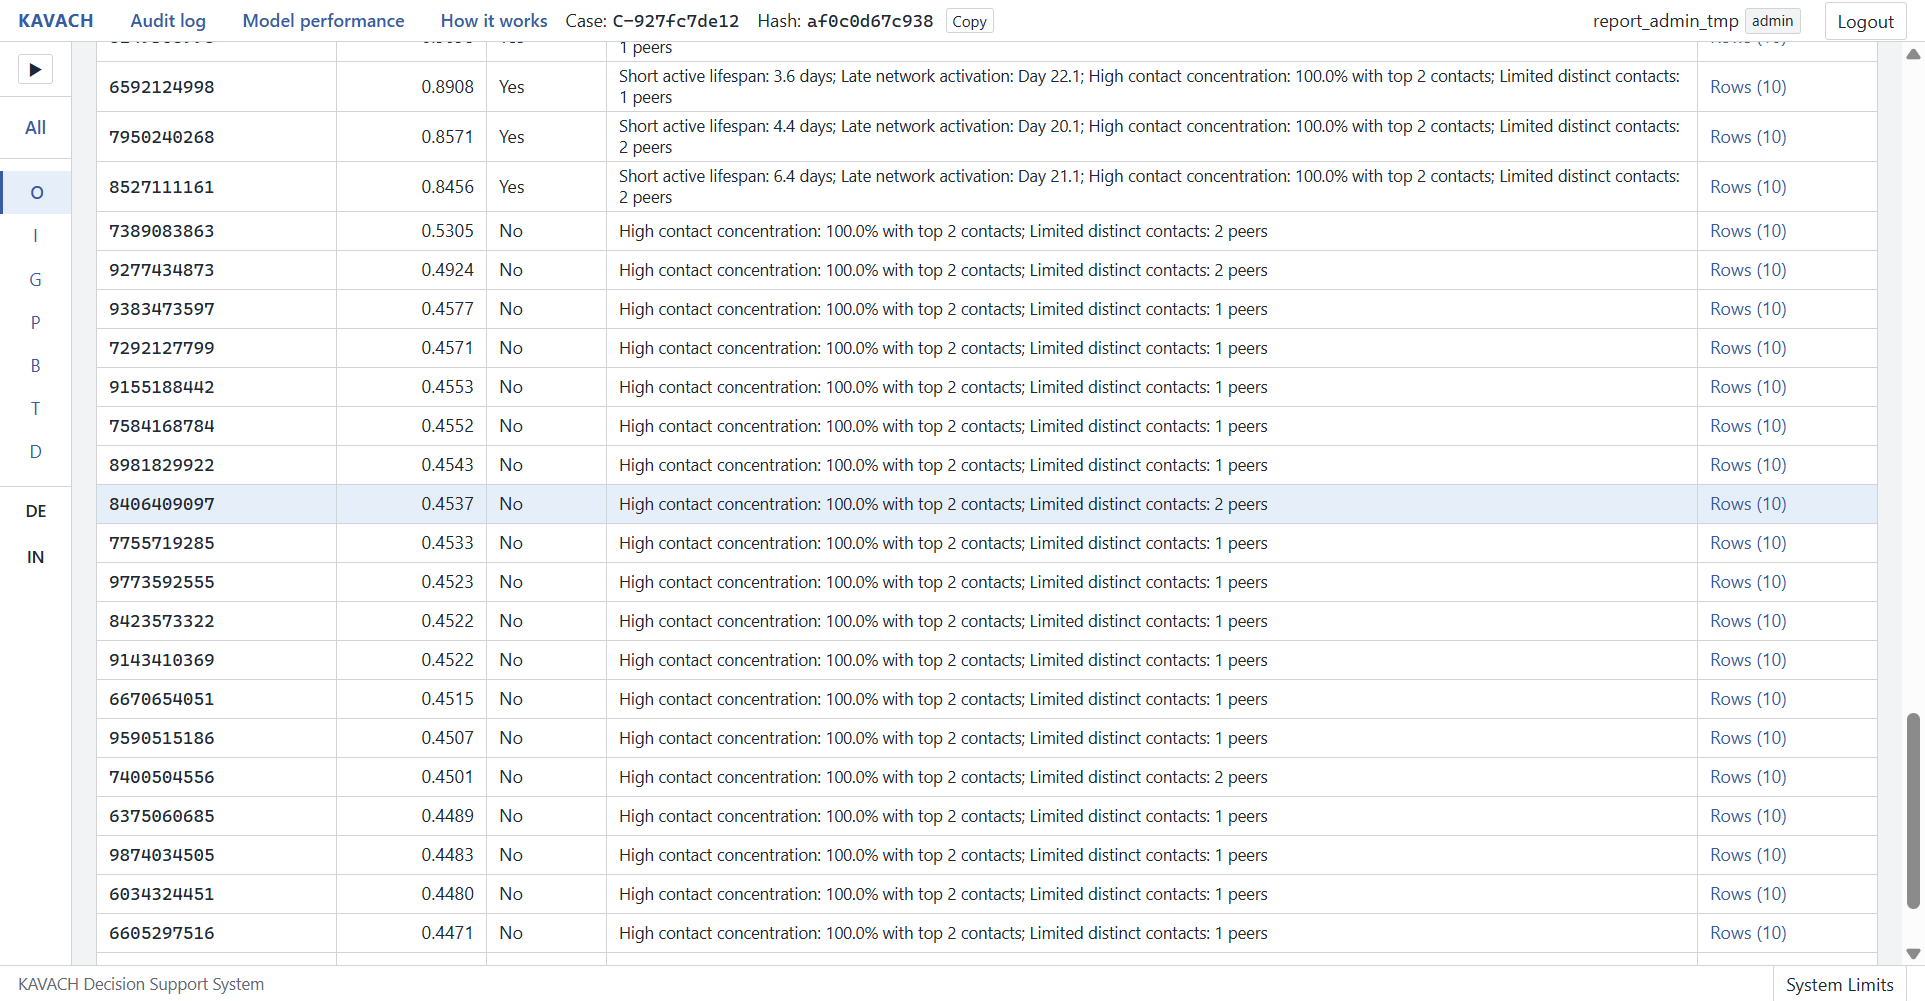 KAVACH Audit log Model performance How it works Case: C-927fc7de12 Hash: af0c0d67c938 Copy report_admin_tmp admin Logout
1 peers
▶
All
O
I
G
P
B
T
D
DE
IN
6592124998 0.8908 Yes Short active lifespan: 3.6 days; Late network activation: Day 22.1; High contact concentration: 100.0% with top 2 contacts; Limited distinct contacts: Rows (10)
1 peers
7950240268 0.8571 Yes Short active lifespan: 4.4 days; Late network activation: Day 20.1; High contact concentration: 100.0% with top 2 contacts; Limited distinct contacts: Rows (10)
2 peers
8527111161 0.8456 Yes Short active lifespan: 6.4 days; Late network activation: Day 21.1; High contact concentration: 100.0% with top 2 contacts; Limited distinct contacts: Rows (10)
2 peers
7389083863 0.5305 No High contact concentration: 100.0% with top 2 contacts; Limited distinct contacts: 2 peers Rows (10)
9277434873 0.4924 No High contact concentration: 100.0% with top 2 contacts; Limited distinct contacts: 2 peers Rows (10)
9383473597 0.4577 No High contact concentration: 100.0% with top 2 contacts; Limited distinct contacts: 1 peers Rows (10)
7292127799 0.4571 No High contact concentration: 100.0% with top 2 contacts; Limited distinct contacts: 1 peers Rows (10)
9155188442 0.4553 No High contact concentration: 100.0% with top 2 contacts; Limited distinct contacts: 1 peers Rows (10)
7584168784 0.4552 No High contact concentration: 100.0% with top 2 contacts; Limited distinct contacts: 1 peers Rows (10)
8981829922 0.4543 No High contact concentration: 100.0% with top 2 contacts; Limited distinct contacts: 1 peers Rows (10)
8406409097 0.4537 No High contact concentration: 100.0% with top 2 contacts; Limited distinct contacts: 2 peers Rows (10)
7755719285 0.4533 No High contact concentration: 100.0% with top 2 contacts; Limited distinct contacts: 1 peers Rows (10)
9773592555 0.4523 No High contact concentration: 100.0% with top 2 contacts; Limited distinct contacts: 1 peers Rows (10)
8423573322 0.4522 No High contact concentration: 100.0% with top 2 contacts; Limited distinct contacts: 1 peers Rows (10)
9143410369 0.4522 No High contact concentration: 100.0% with top 2 contacts; Limited distinct contacts: 1 peers Rows (10)
6670654051 0.4515 No High contact concentration: 100.0% with top 2 contacts; Limited distinct contacts: 1 peers Rows (10)
9590515186 0.4507 No High contact concentration: 100.0% with top 2 contacts; Limited distinct contacts: 1 peers Rows (10)
7400504556 0.4501 No High contact concentration: 100.0% with top 2 contacts; Limited distinct contacts: 2 peers Rows (10)
6375060685 0.4489 No High contact concentration: 100.0% with top 2 contacts; Limited distinct contacts: 1 peers Rows (10)
9874034505 0.4483 No High contact concentration: 100.0% with top 2 contacts; Limited distinct contacts: 1 peers Rows (10)
6034324451 0.4480 No High contact concentration: 100.0% with top 2 contacts; Limited distinct contacts: 1 peers Rows (10)
6605297516 0.4471 No High contact concentration: 100.0% with top 2 contacts; Limited distinct contacts: 1 peers Rows (10)
KAVACH Decision Support System System Limits